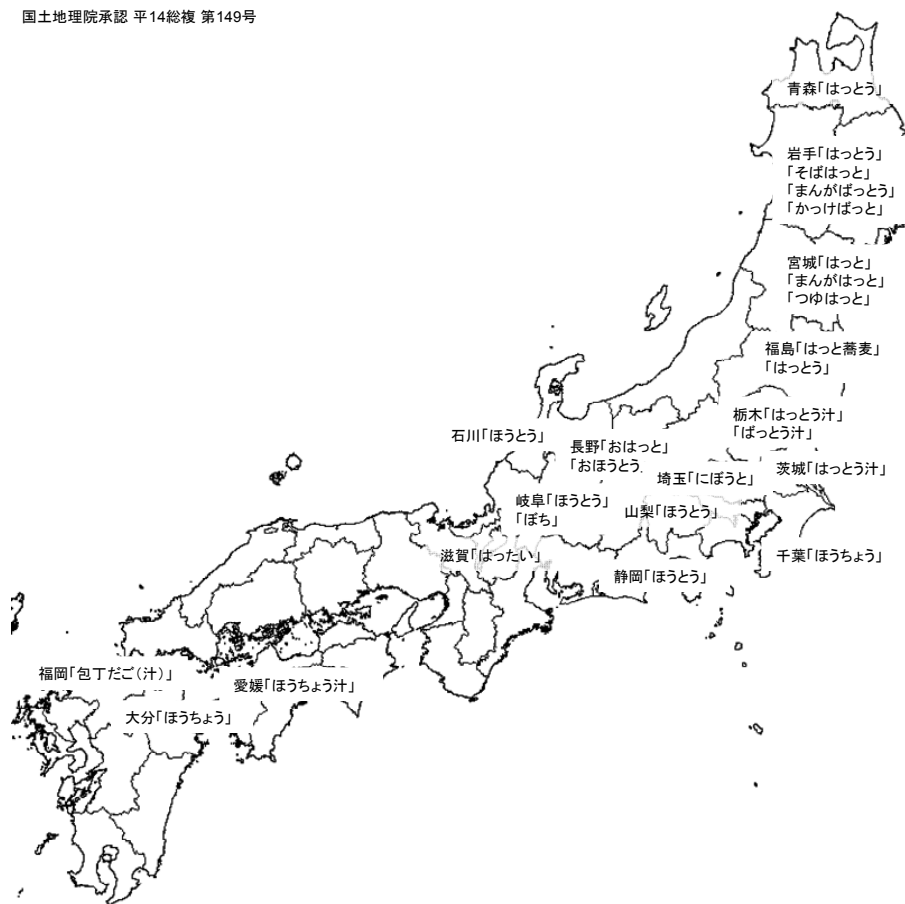 国土地理院承認 平14総複 第149号
青森「はっとう」
岩手「はっとう」
「そばはっと」
「まんがばっとう」
「かっけばっと」
宮城「はっと」
「まんがはっと」
「つゆはっと」
福島「はっと蕎麦」
「はっとう」
栃木「はっとう汁」
「ばっとう汁」
石川「ほうとう」
長野「おはっと」
「おほうとう
茨城「はっとう汁」
埼玉「にぼうと」
岐阜「ほうとう」
「ぼち」
山梨「ほうとう」
滋賀「はったい」
千葉「ほうちょう」
静岡「ほうとう」
福岡「包丁だご(汁)」
愛媛「ほうちょう汁」
大分「ほうちょう」